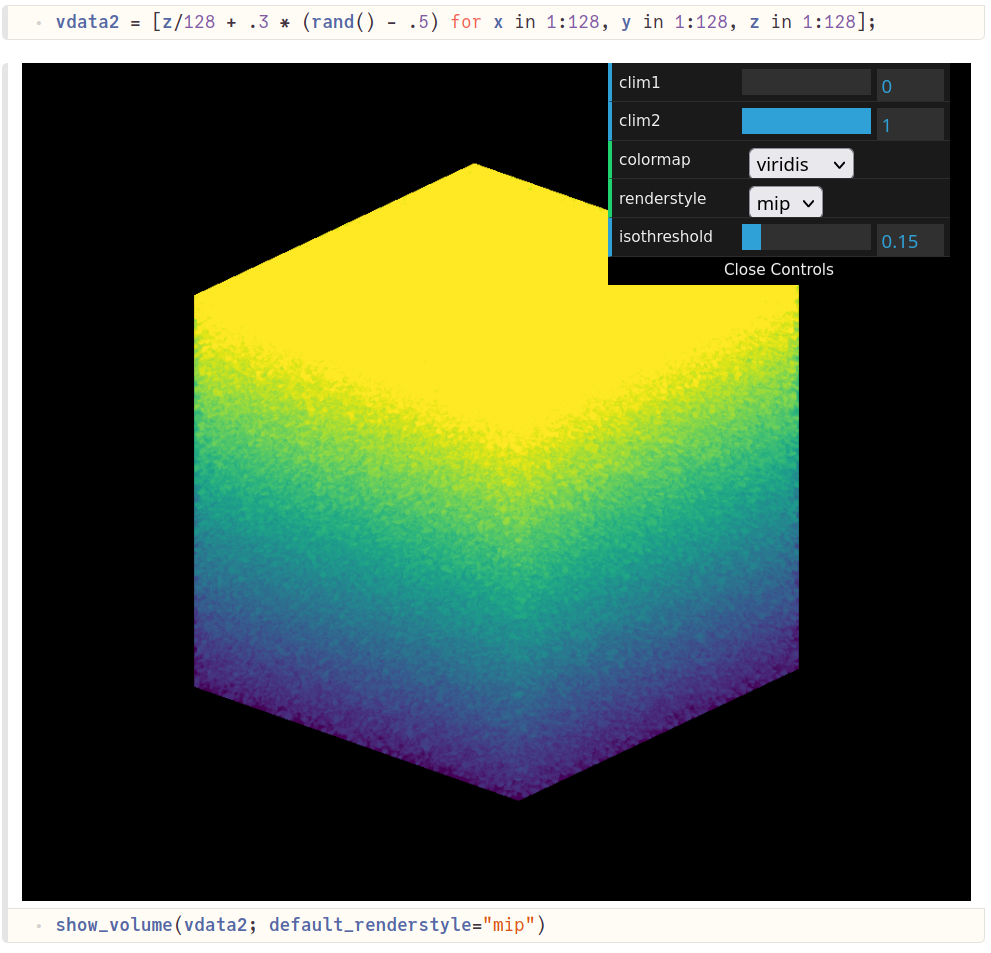 vdata2 = [z/128 + .3 * (rand() - .5) for x in 1:128, y in 1:128, z in 1:128];
clim1 0
clim2 1
colormap viridis
renderstyle mip
isothreshold 0.15
Close Controls
show_volume(vdata2; default_renderstyle="mip")